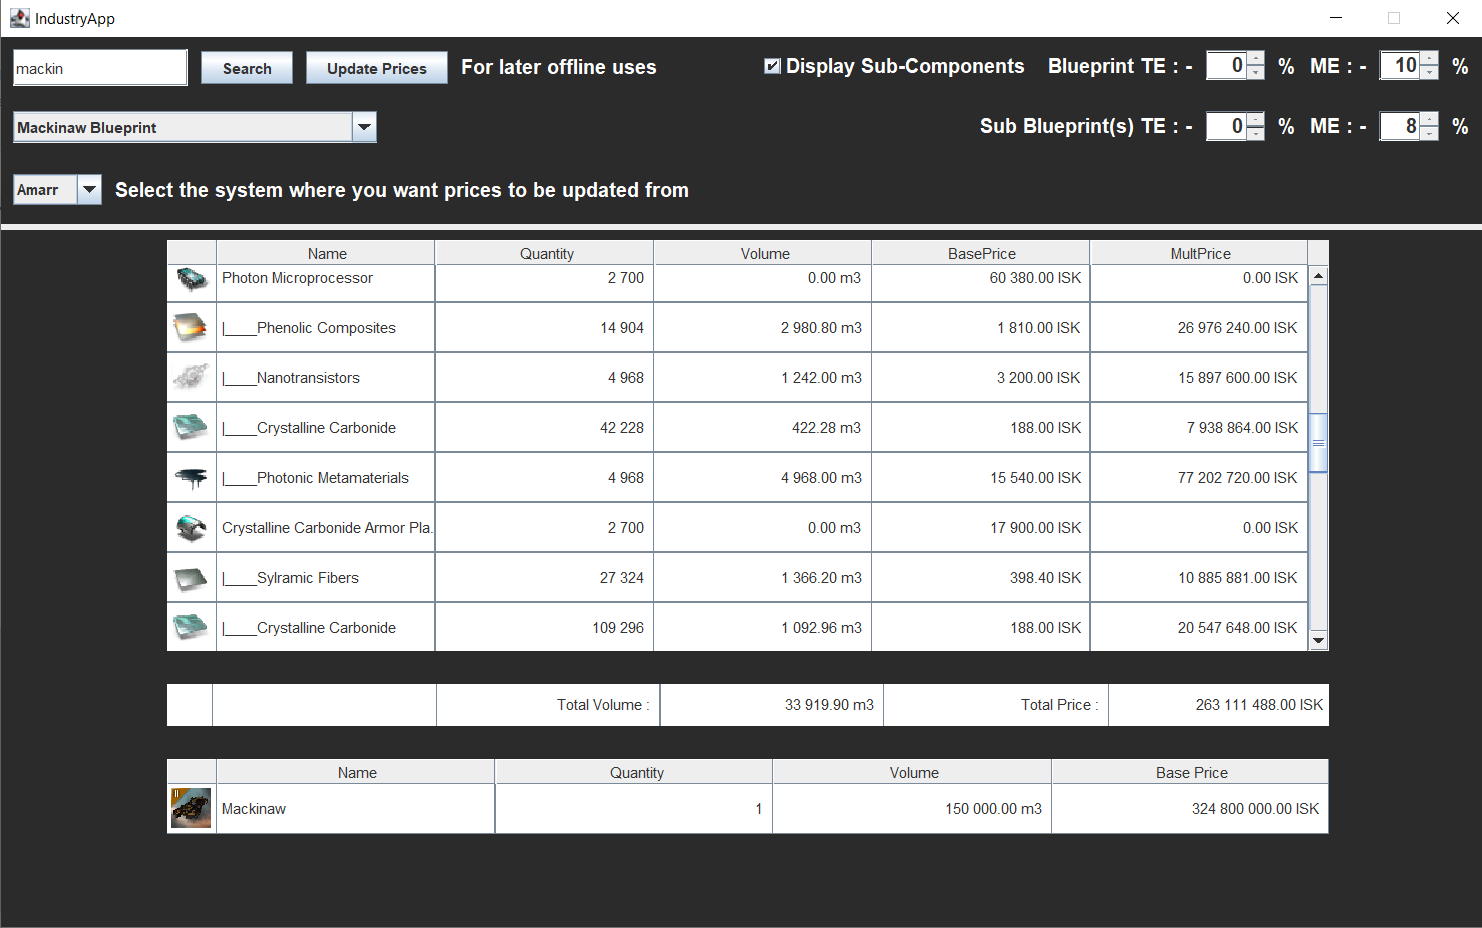 IndustryApp
mackin Search Update Prices For later offline uses Display Sub-Components Blueprint TE : - 0 % ME : - 10 %
Mackinaw Blueprint Sub Blueprint(s) TE : - 0 % ME : - 8 %
Amarr Select the system where you want prices to be updated from
Name Quantity Volume BasePrice MultPrice
Photon Microprocessor 2 700 0.00 m3 60 380.00 ISK 0.00 ISK
|____Phenolic Composites 14 904 2 980.80 m3 1 810.00 ISK 26 976 240.00 ISK
|____Nanotransistors 4 968 1 242.00 m3 3 200.00 ISK 15 897 600.00 ISK
|____Crystalline Carbonide 42 228 422.28 m3 188.00 ISK 7 938 864.00 ISK
|____Photonic Metamaterials 4 968 4 968.00 m3 15 540.00 ISK 77 202 720.00 ISK
Crystalline Carbonide Armor Pla. 2 700 0.00 m3 17 900.00 ISK 0.00 ISK
|____Sylramic Fibers 27 324 1 366.20 m3 398.40 ISK 10 885 881.00 ISK
|____Crystalline Carbonide 109 296 1 092.96 m3 188.00 ISK 20 547 648.00 ISK
Total Volume : 33 919.90 m3 Total Price : 263 111 488.00 ISK
Name Quantity Volume Base Price
II Mackinaw 1 150 000.00 m3 324 800 000.00 ISK